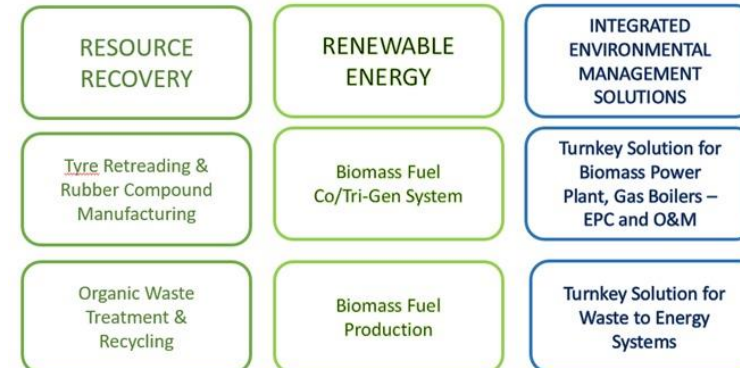 RESOURCE
RECOVERY
RENEWABLE
ENERGY
INTEGRATED
ENVIRONMENTAL
MANAGEMENT
SOLUTIONS
Tyre Retreading &
Rubber Compound
Manufacturing
Biomass Fuel
Co/Tri-Gen System
Turnkey Solution for
Biomass Power
Plant, Gas Boilers –
EPC and O&M
Organic Waste
Treatment &
Recycling
Biomass Fuel
Production
Turnkey Solution for
Waste to Energy
Systems